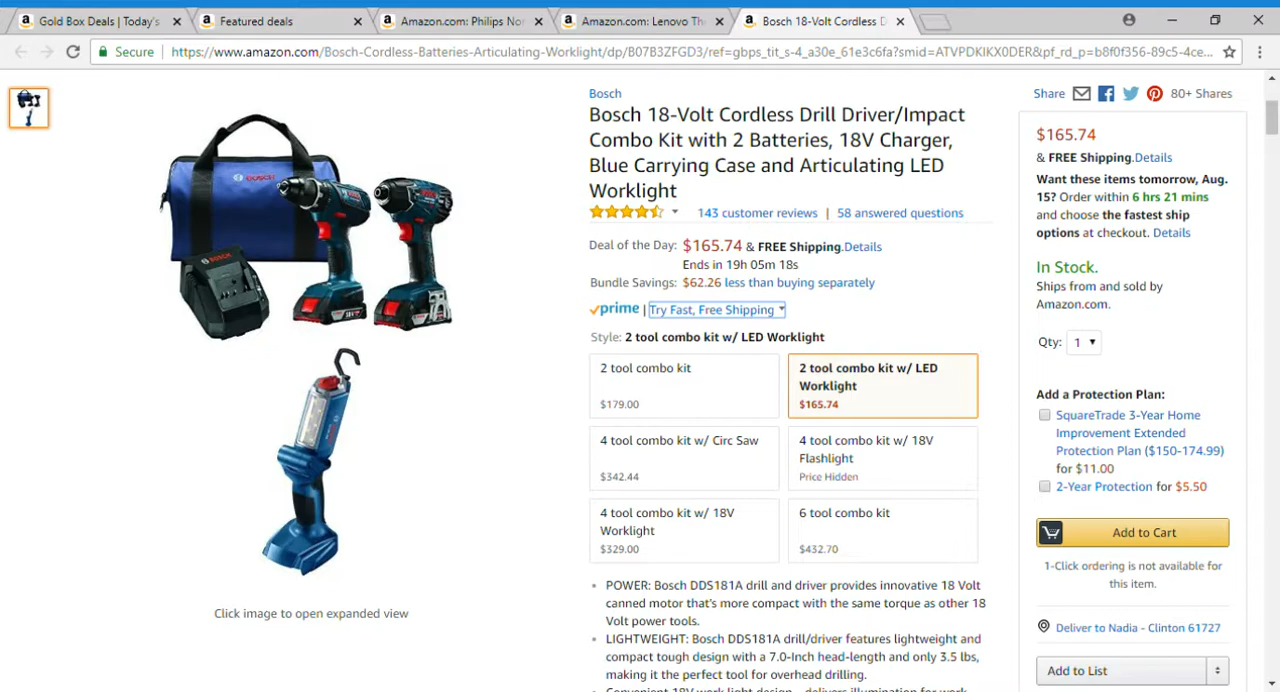 Gold Box Deals | Today's
Featured deals
Amazon.com: Philips Nor
Amazon.com: Lenovo Th
Bosch 18-Volt Cordless D
Secure
https://www.amazon.com/Bosch-Cordless-Batteries-Articulating-Worklight/dp/B07B3ZFGD3/ref=gbps_tit_s-4_a30e_61e3c6fa?smid=ATVPDKIKX0DER&pf_rd_p=b8f0f356-89c5-4ce...
BOSCH
Click image to open expanded view
Bosch
Bosch 18-Volt Cordless Drill Driver/Impact
Combo Kit with 2 Batteries, 18V Charger,
Blue Carrying Case and Articulating LED
Worklight
143 customer reviews | 58 answered questions
Deal of the Day: $165.74 & FREE Shipping.Details
Ends in 19h 05m 18s
Bundle Savings: $62.26 less than buying separately
prime | Try Fast, Free Shipping
Style: 2 tool combo kit w/ LED Worklight
2 tool combo kit
$179.00
2 tool combo kit w/ LED
Worklight
$165.74
4 tool combo kit w/ Circ Saw
$342.44
4 tool combo kit w/ 18V
Flashlight
Price Hidden
4 tool combo kit w/ 18V
Worklight
$329.00
6 tool combo kit
$432.70
POWER: Bosch DDS181A drill and driver provides innovative 18 Volt
canned motor that's more compact with the same torque as other 18
Volt power tools.
LIGHTWEIGHT: Bosch DDS181A drill/driver features lightweight and
compact tough design with a 7.0-Inch head-length and only 3.5 lbs,
making it the perfect tool for overhead drilling.
Convenient 18V work light design - delivers illumination for work
Share 80+ Shares
$165.74
& FREE Shipping.Details
Want these items tomorrow, Aug.
15? Order within 6 hrs 21 mins
and choose the fastest ship
options at checkout. Details
In Stock.
Ships from and sold by
Amazon.com.
Qty: 1
Add a Protection Plan:
SquareTrade 3-Year Home
Improvement Extended
Protection Plan ($150-174.99)
for $11.00
2-Year Protection for $5.50
Add to Cart
1-Click ordering is not available for
this item.
Deliver to Nadia - Clinton 61727
Add to List